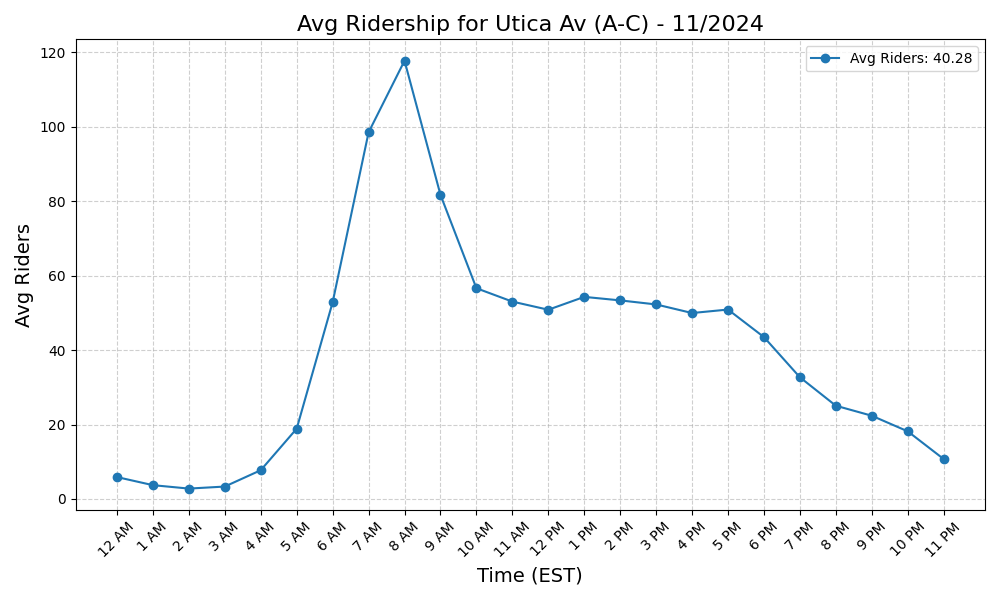 Avg Ridership for Utica Av (A-C) - 11/2024
Avg Riders: 40.28
Avg Riders
120
100
80
60
40
20
0
12 AM
1 AM
2 AM
3 AM
4 AM
5 AM
6 AM
7 AM
8 AM
9 AM
10 AM
11 AM
12 PM
1 PM
2 PM
3 PM
4 PM
5 PM
6 PM
7 PM
8 PM
9 PM
10 PM
11 PM
Time (EST)